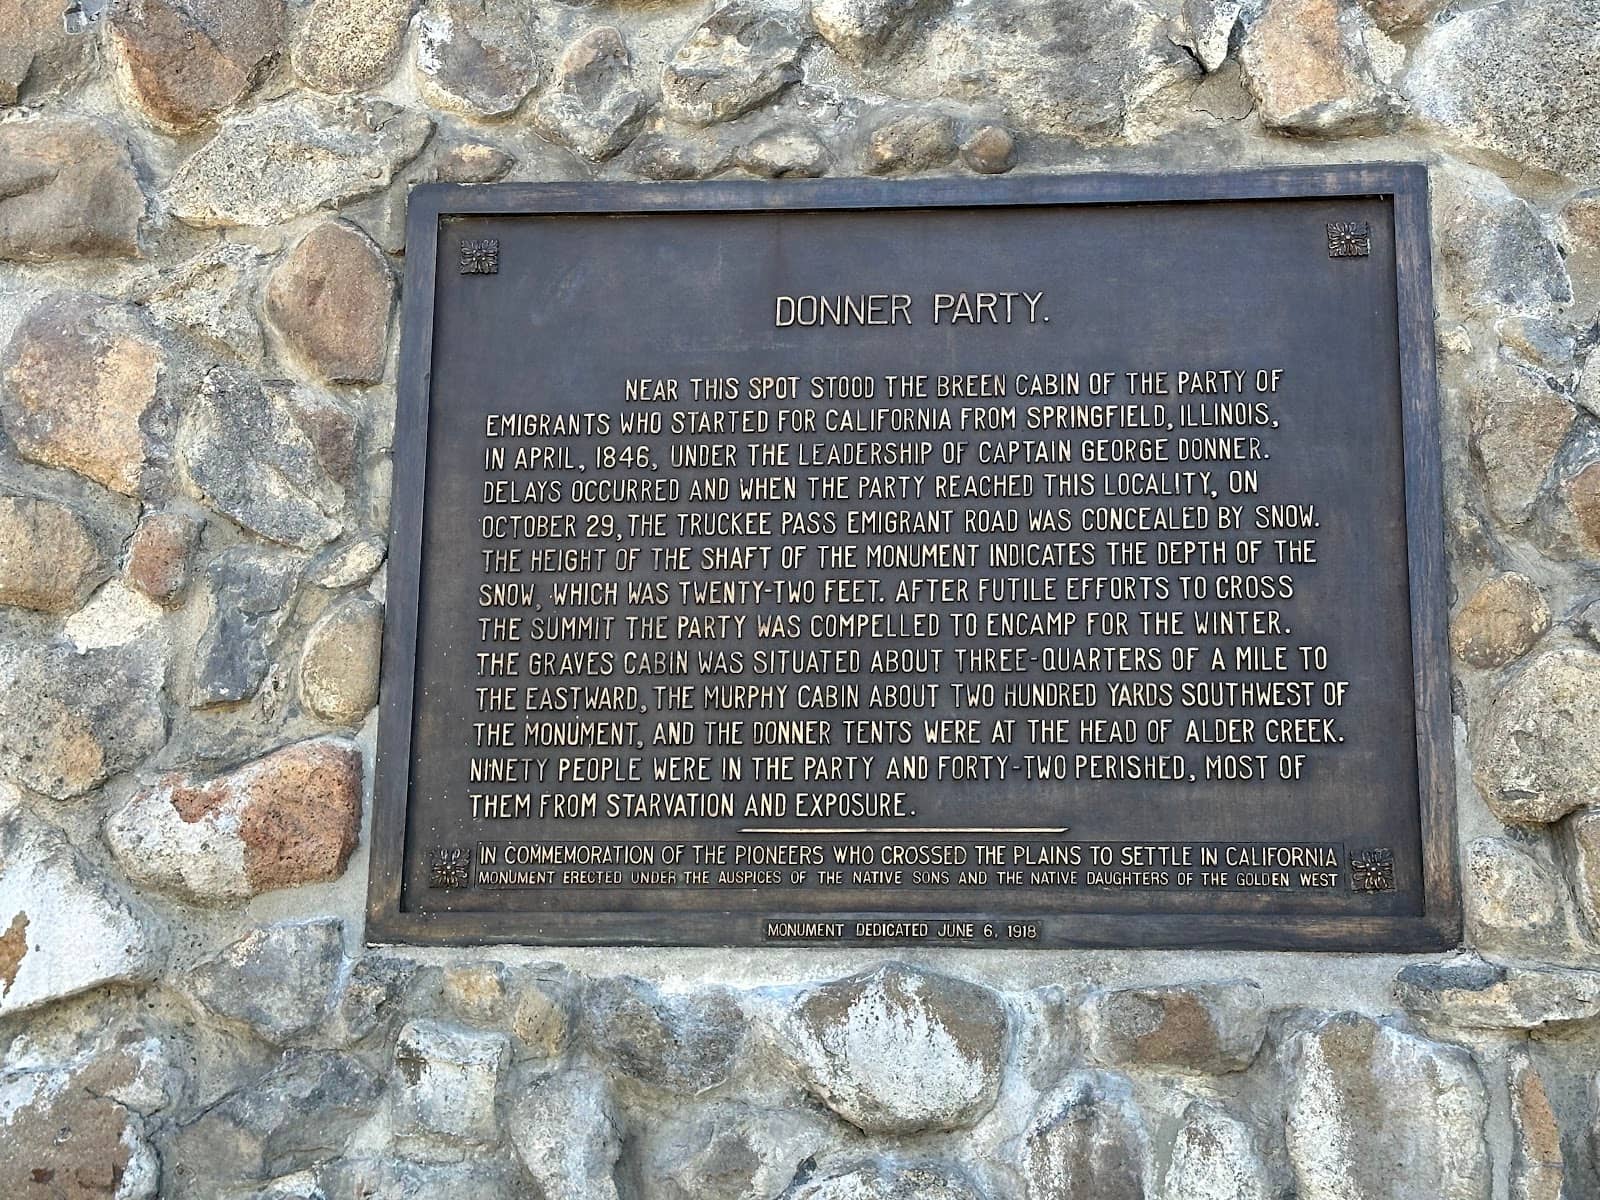 DONNER PARTY.
NEAR THIS SPOT STOOD THE BREEN CABIN OF THE PARTY OF
EMIGRANTS WHO STARTED FOR CALIFORNIA FROM SPRINGFIELD, ILLINOIS,
IN APRIL, 1846, UNDER THE LEADERSHIP OF CAPTAIN GEORGE DONNER.
DELAYS OCCURRED AND WHEN THE PARTY REACHED THIS LOCALITY, ON
OCTOBER 29, THE TRUCKEE PASS EMIGRANT ROAD WAS CONCEALED BY SNOW.
THE HEIGHT OF THE SHAFT OF THE MONUMENT INDICATES THE DEPTH OF THE
SNOW, WHICH WAS TWENTY-TWO FEET. AFTER FUTILE EFFORTS TO CROSS
THE SUMMIT THE PARTY WAS COMPELLED TO ENCAMP FOR THE WINTER.
THE GRAVES CABIN WAS SITUATED ABOUT THREE-QUARTERS OF A MILE TO
THE EASTWARD, THE MURPHY CABIN ABOUT TWO HUNDRED YARDS SOUTHWEST OF
THE MONUMENT, AND THE DONNER TENTS WERE AT THE HEAD OF ALDER CREEK.
NINETY PEOPLE WERE IN THE PARTY AND FORTY-TWO PERISHED, MOST OF
THEM FROM STARVATION AND EXPOSURE.
IN COMMEMORATION OF THE PIONEERS WHO CROSSED THE PLAINS TO SETTLE IN CALIFORNIA
MONUMENT ERECTED UNDER THE AUSPICES OF THE NATIVE SONS AND THE NATIVE DAUGHTERS OF THE GOLDEN WEST
MONUMENT DEDICATED JUNE 6, 1918